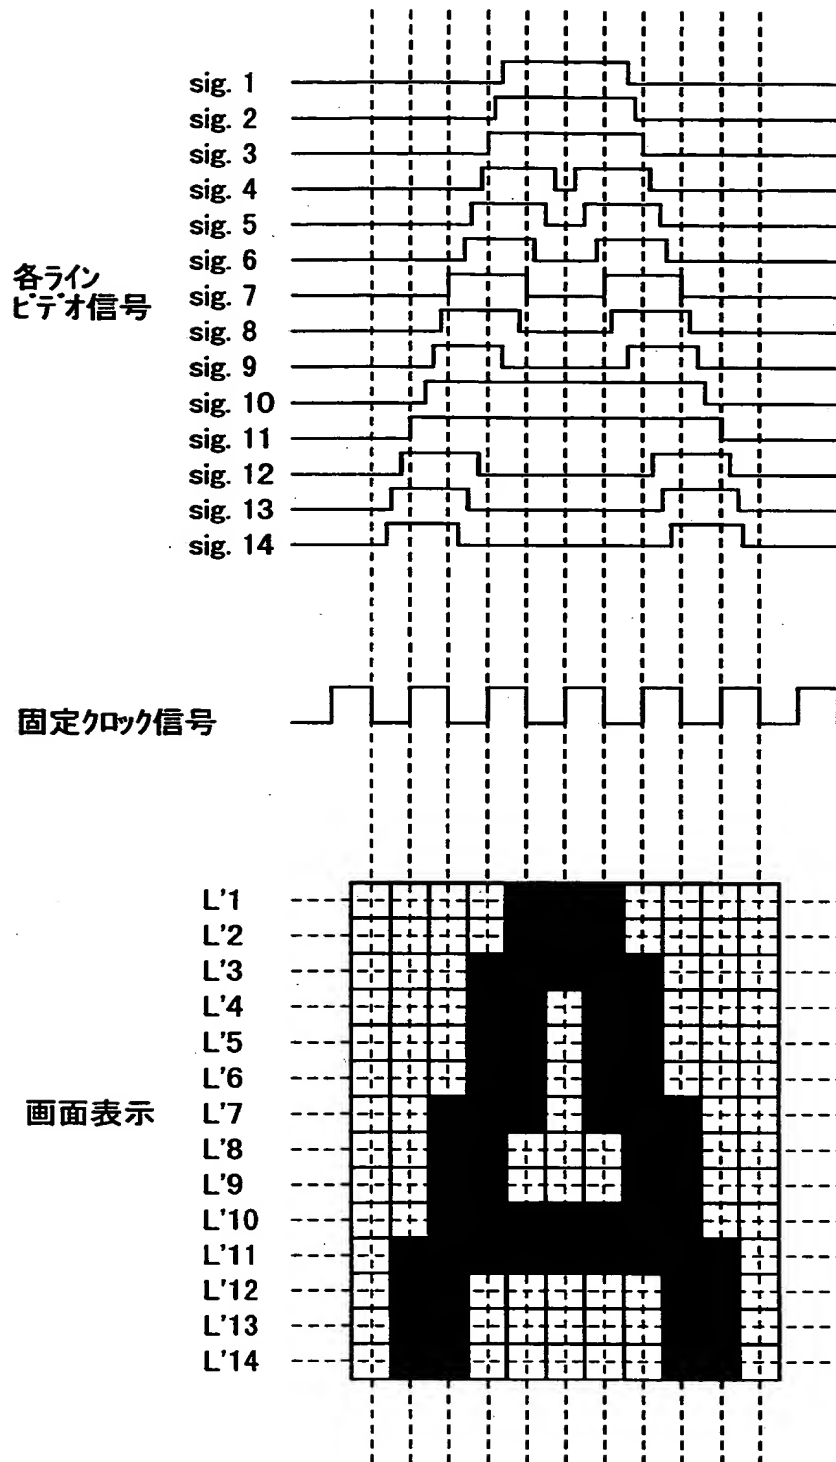 sig. 1
sig. 2
sig. 3
sig. 4
sig. 5
sig. 6
各ライン
ビデオ信号
sig. 7
sig. 8
sig. 9
sig. 10
sig. 11
sig. 12
sig. 13
sig. 14
固定クロック信号
L'1
L'2
L'3
L'4
L'5
L'6
画面表示
L'7
L'8
L'9
L'10
L'11
L'12
L'13
L'14